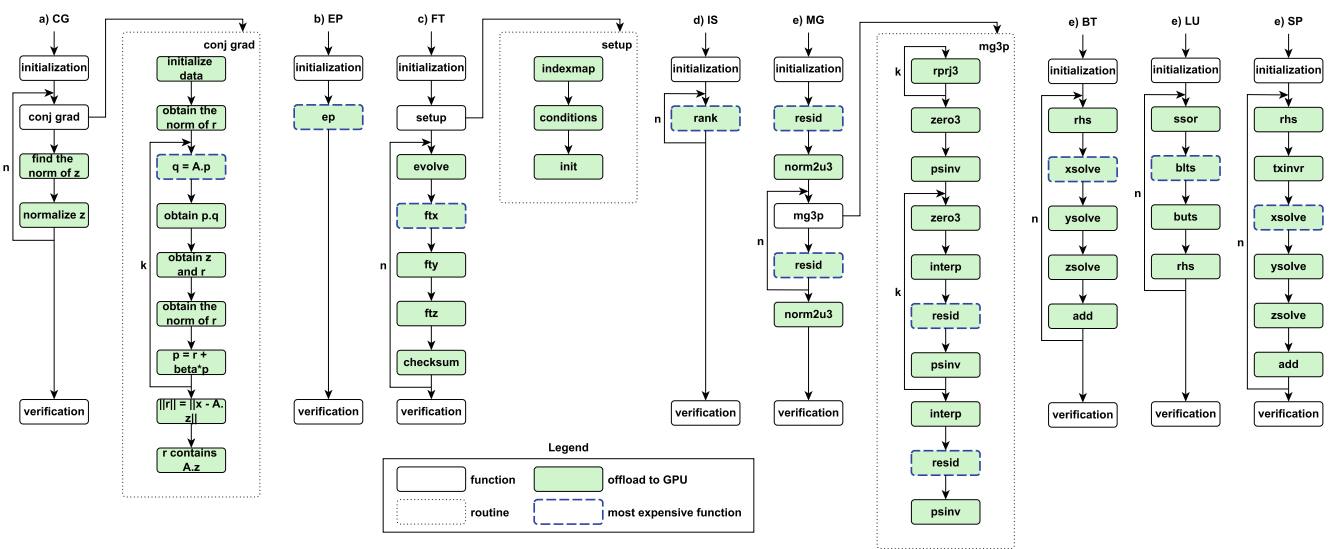 a) CG
initialization
conj grad
find the
norm of z
normalize z
n
verification
conj grad
initialize
data
obtain the
norm of r
q = A.p
obtain p.q
obtain z
and r
obtain the
norm of r
p = r +
beta*p
k
||r|| = ||x - A.
z||
r contains
A.z
b) EP
initialization
ep
verification
c) FT
initialization
setup
evolve
ftx
fty
ftz
checksum
n
verification
setup
indexmap
conditions
init
d) IS
initialization
rank
n
verification
e) MG
initialization
resid
norm2u3
mg3p
n
resid
norm2u3
verification
mg3p
k
rprj3
zero3
psinv
zero3
interp
k
resid
psinv
interp
resid
psinv
e) BT
initialization
rhs
xsolve
ysolve
n
zsolve
add
verification
e) LU
initialization
ssor
blts
n
buts
rhs
verification
e) SP
initialization
rhs
txinvr
xsolve
n
ysolve
zsolve
add
verification
Legend
function
offload to GPU
routine
most expensive function